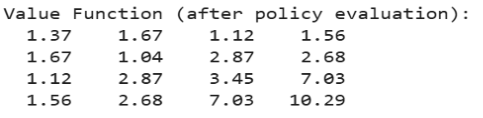 Value Function (after policy evaluation):
1.37 1.67 1.12 1.56
1.67 1.04 2.87 2.68
1.12 2.87 3.45 7.03
1.56 2.68 7.03 10.29